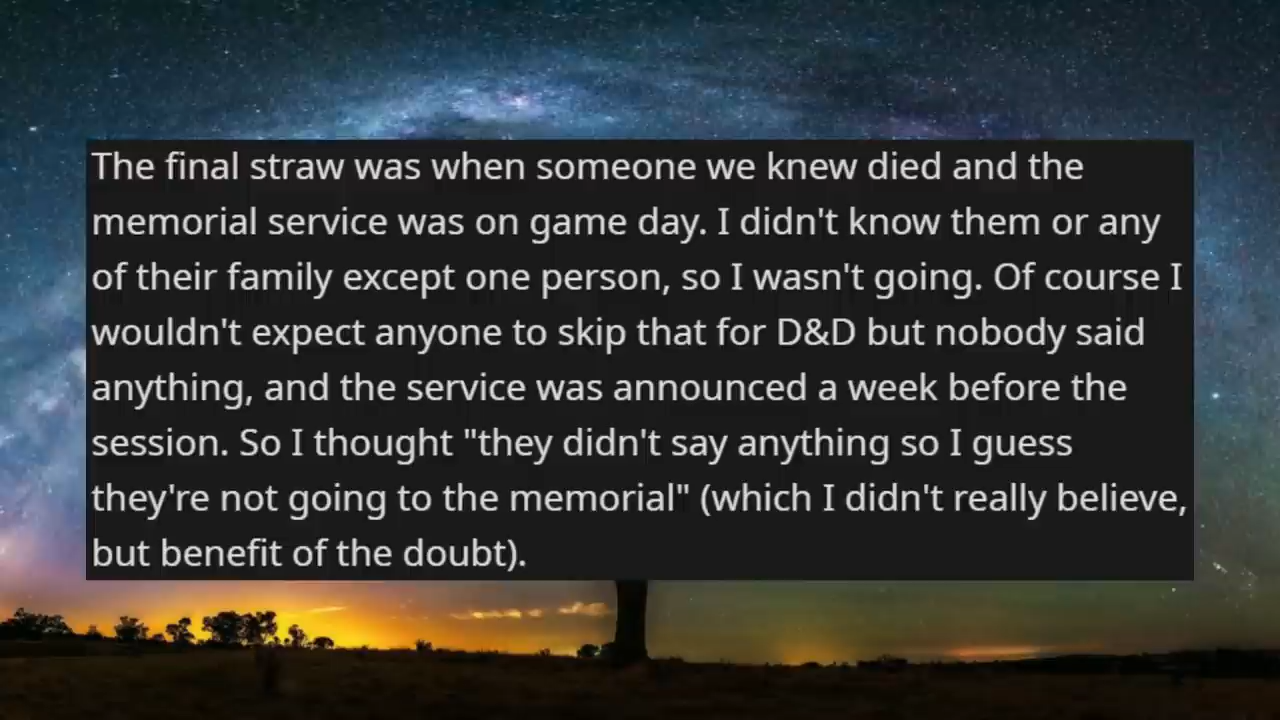 The final straw was when someone we knew died and the
memorial service was on game day. I didn't know them or any
of their family except one person, so I wasn't going. Of course I
wouldn't expect anyone to skip that for D&D but nobody said
anything, and the service was announced a week before the
session. So I thought "they didn't say anything so I guess
they're not going to the memorial" (which I didn't really believe,
but benefit of the doubt).